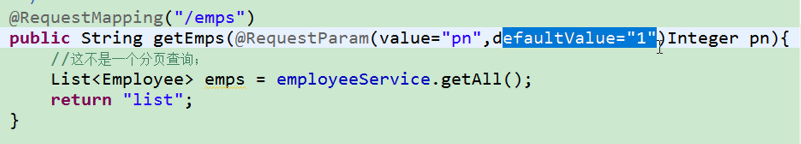 @RequestMapping("/emps")
public String getEmps(@RequestParam(value="pn",defaultValue="1")Integer pn){
//这不是一个分页查询；
List<Employee> emps = employeeService.getAll();
return "list";
}